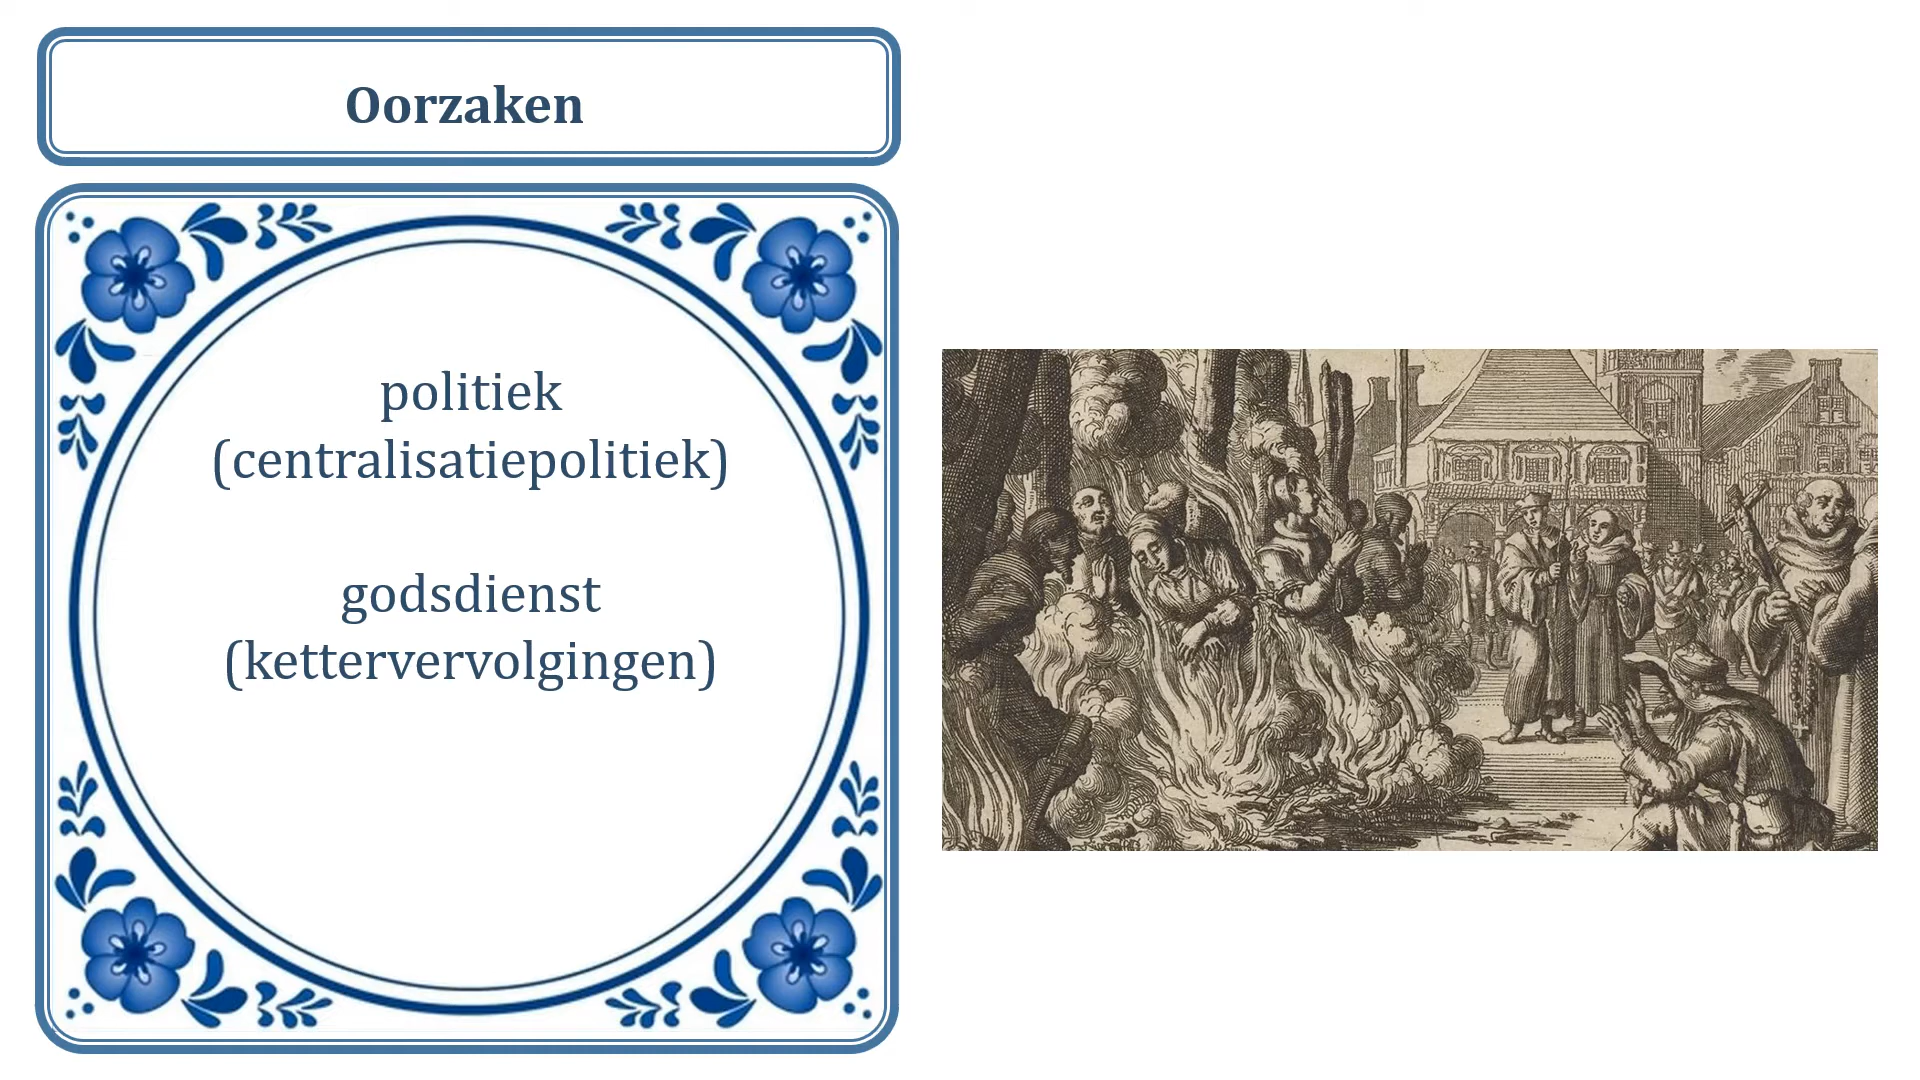 Oorzaken
politiek
(centralisatiepolitiek)
godsdienst
(kettervervolgingen)